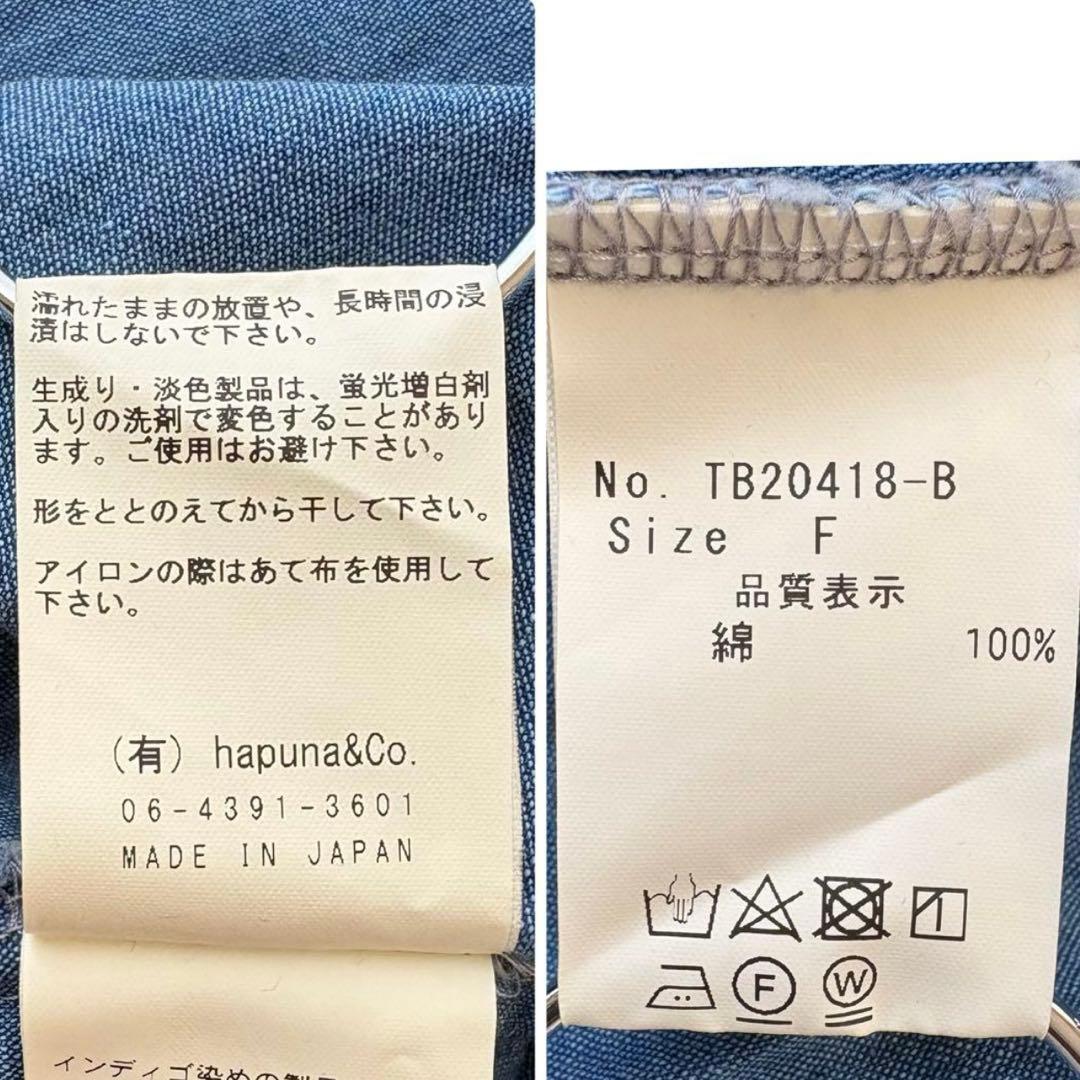 濡れたままの放置や、長時間の浸
漬はしないで下さい。
生成り・淡色製品は、蛍光増白剤
入りの洗剤で変色することがあり
ます。ご使用はお避け下さい。
形をととのえてから干して下さい。
アイロンの際はあて布を使用して
下さい。
(有) hapuna&Co.
06-4391-3601
MADE IN JAPAN
インディゴ染めの製
No. TB20418-B
Size F
品質表示
綿 100%
F W